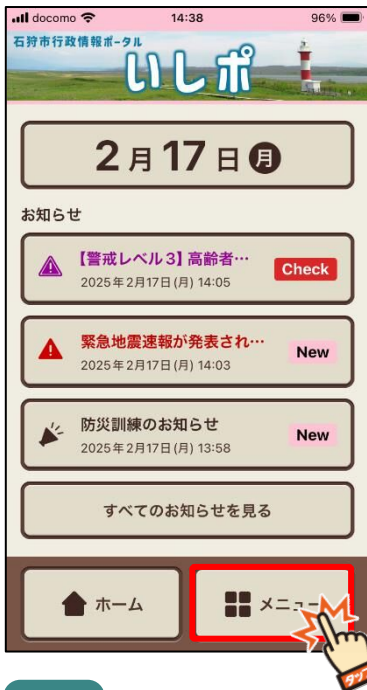 docomo 14:38 96%
石狩市行政情報ポータル
いしポ
2月17日月
お知らせ
【警戒レベル3】高齢者…
2025年2月17日(月) 14:05
Check
緊急地震速報が発表され…
2025年2月17日(月) 14:03
New
防災訓練のお知らせ
2025年2月17日(月) 13:58
New
すべてのお知らせを見る
ホーム
メニュー
タップ